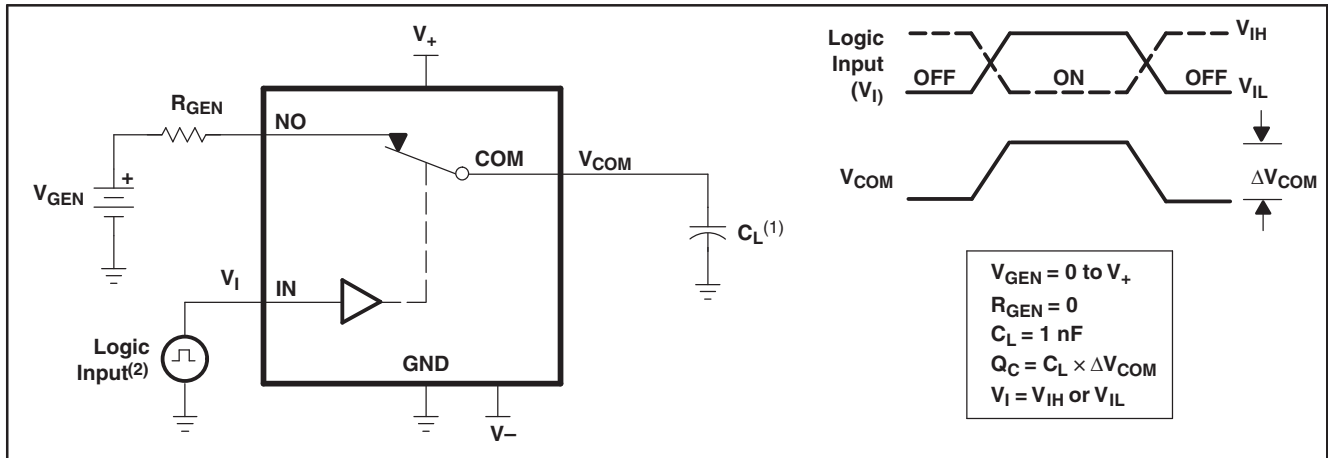 V+
RGEN
NO
COM
VCOM
VGEN
+
CL(1)
VI
IN
Logic
Input(2)
GND
V–
Logic
Input
(VI)
OFF
ON
OFF
VIH
VIL
VCOM
ΔVCOM
VGEN = 0 to V+
RGEN = 0
CL = 1 nF
QC = CL × ΔVCOM
VI = VIH or VIL